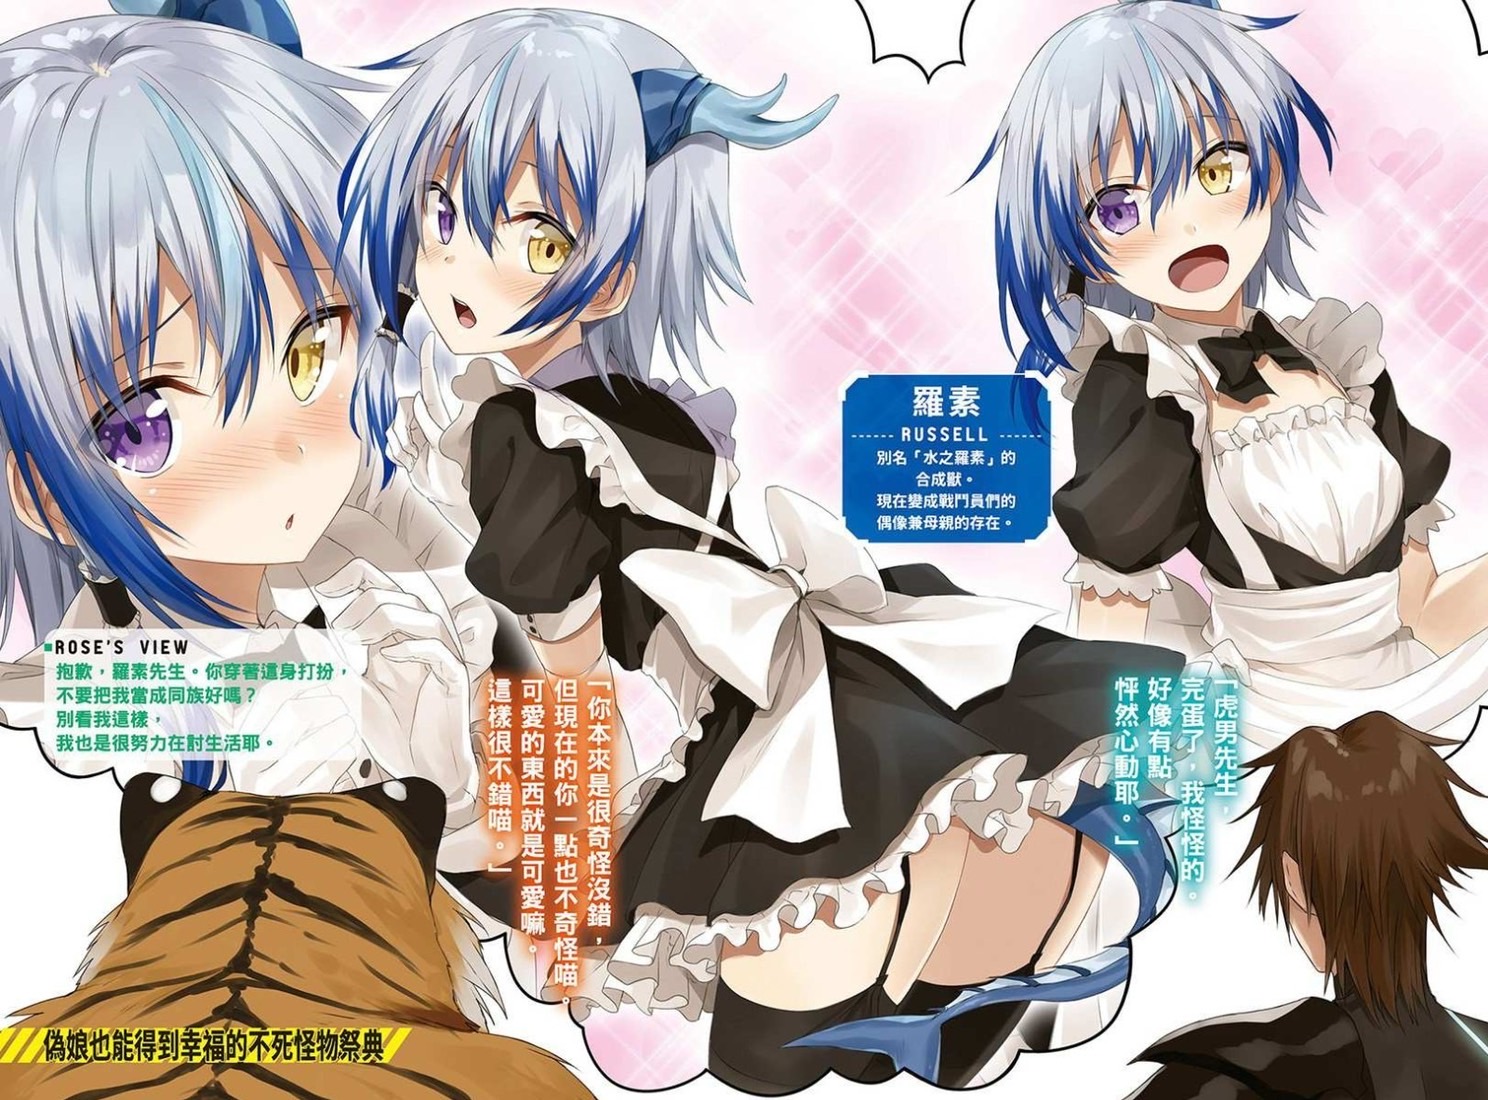 羅素
RUSSELL
別名「水之羅素」的
合成獸。
現在變成戰鬥員們的
偶像兼母親的存在。
「虎男先生，
完蛋了，我怪怪的。
好像有點
怦然心動耶。」
「你本來是很奇怪沒錯，
但現在的你一點也不奇怪喵。
可愛的東西就是可愛嘛。
這樣很不錯喵。」
ROSE'S VIEW
抱歉，羅素先生。你穿著這身打扮，
不要把我當成同族好嗎？
別看我這樣，
我也是很努力在討生活耶。
偽娘也能得到幸福的不死怪物祭典